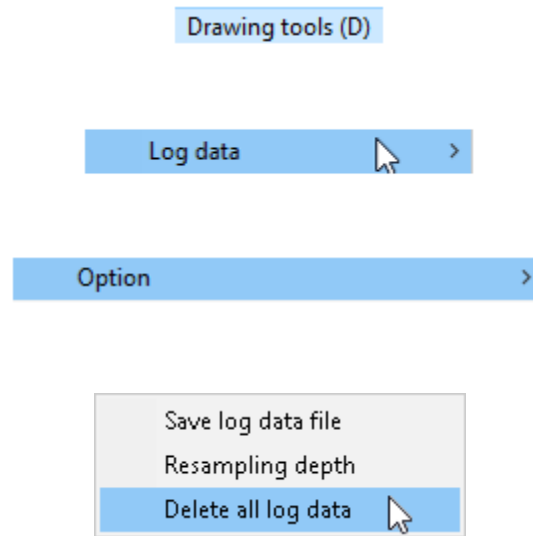 Drawing tools (D)
Log data
Option
Save log data file
Resampling depth
Delete all log data